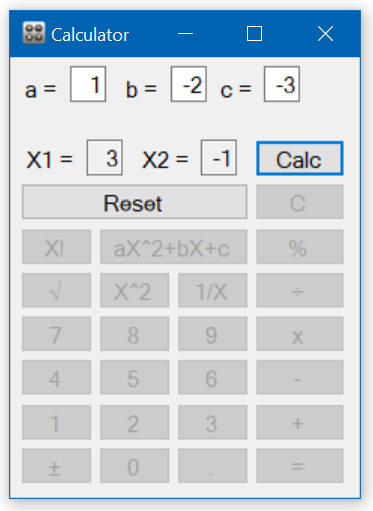 Calculator
a = 1 b = -2 c = -3
X1 = 3 X2 = -1 Calc
Reset C
X! aX^2+bX+c %
√ X^2 1/X ÷
7 8 9 x
4 5 6 -
1 2 3 +
± 0 . =